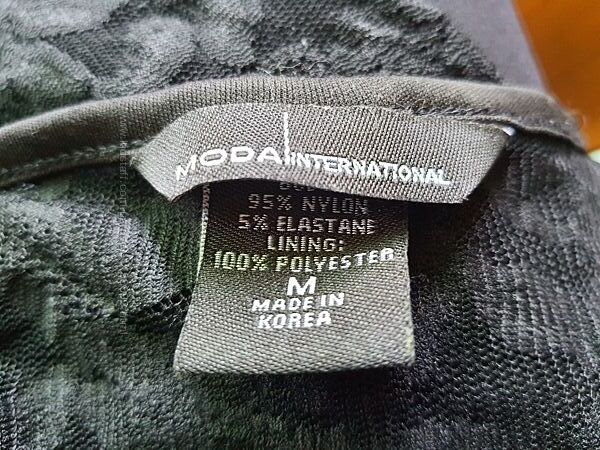 MODA INTERNATIONAL
95% NYLON
5% ELASTANE
LINING:
100% POLYESTER
M
MADE IN
KOREA